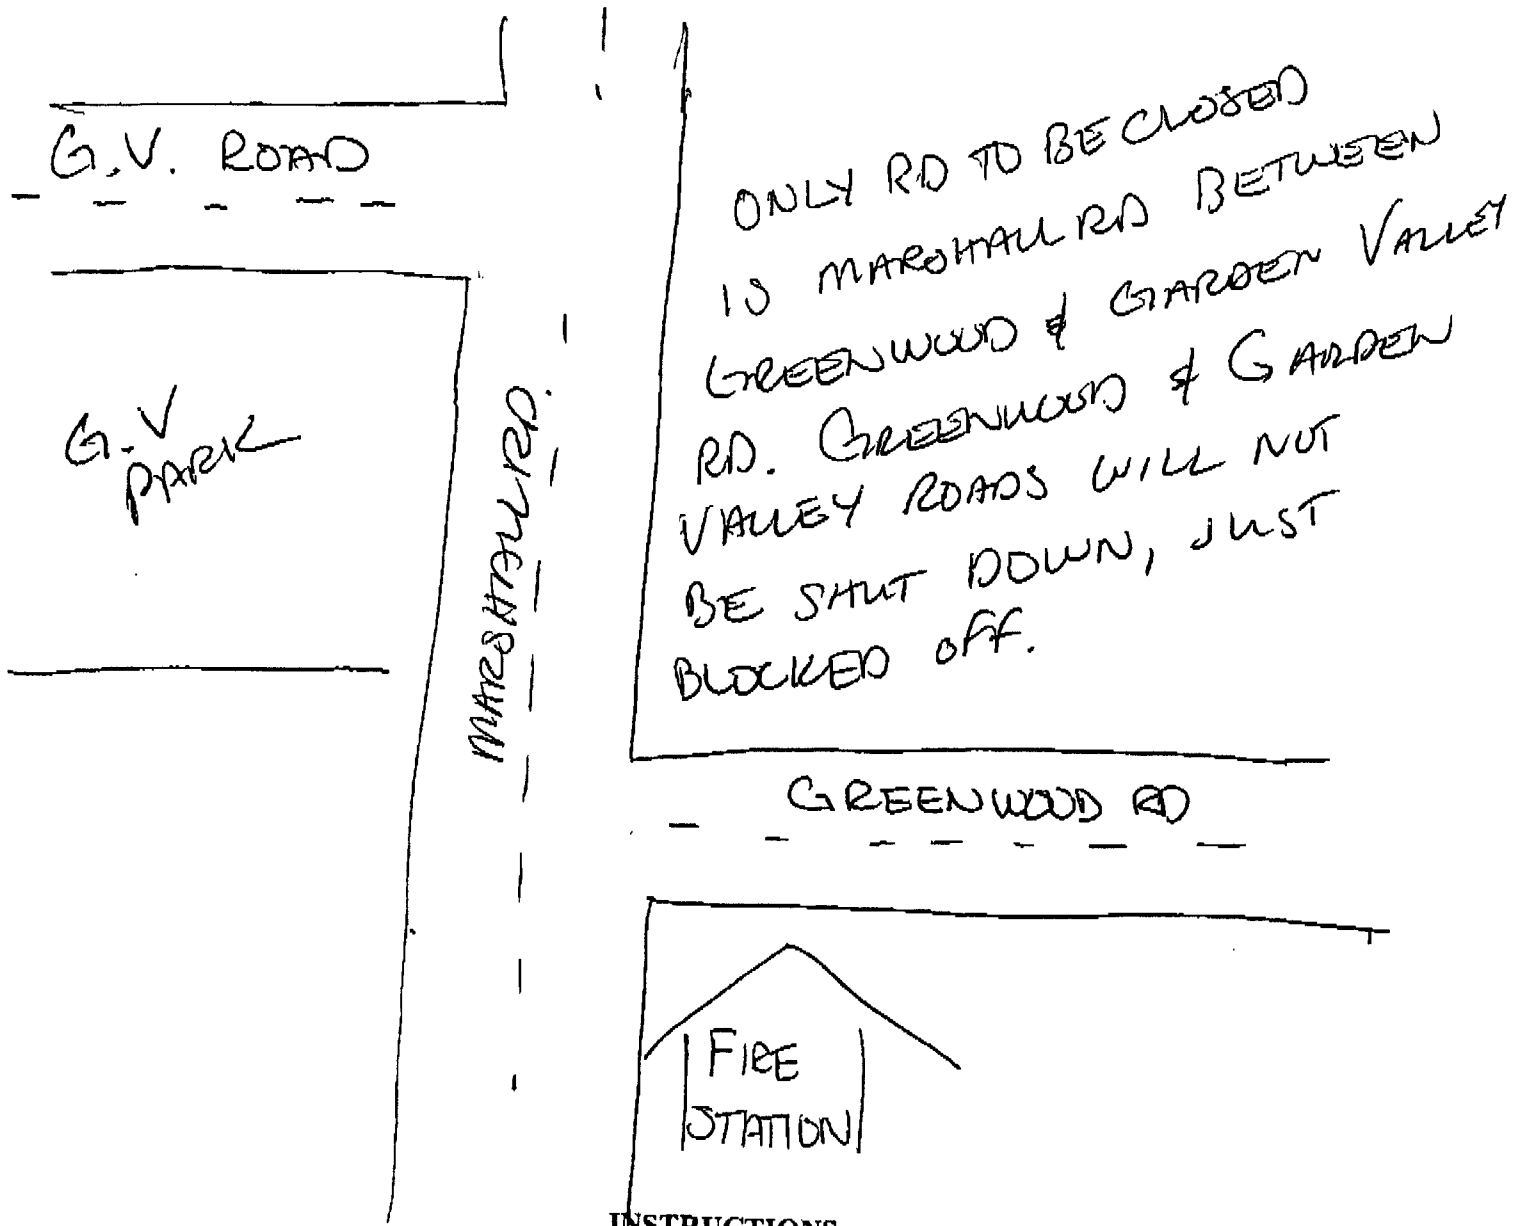 G.V. ROAD
ONLY RD TO BE CLOSED
IS MARSHALL RD BETWEEN
GREENWOOD & GARDEN VALLEY
RD. GREENWOOD & GARDEN
VALLEY ROADS WILL NOT
BE SHUT DOWN, JUST
BLOCKED OFF.
G.V
PARK
MARSHALL RD.
GREENWOOD RD
FIRE
STATION
INSTRUCTIONS